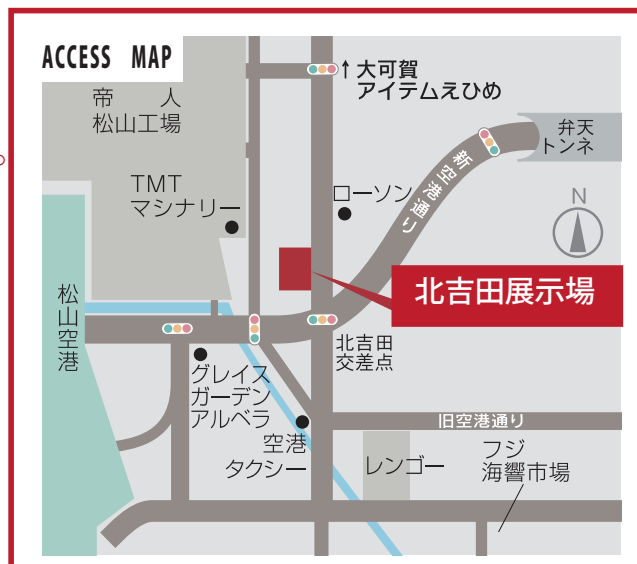 ACCESS MAP
帝人
松山工場
↑大可賀
アイテムえひめ
弁天
トンネ
新空港通り
TMT
マシナリー
ローソン
N
北吉田展示場
松山空港
北吉田
交差点
グレイス
ガーデン
アルベラ
旧空港通り
空港
タクシー
レンゴー
フジ
海響市場